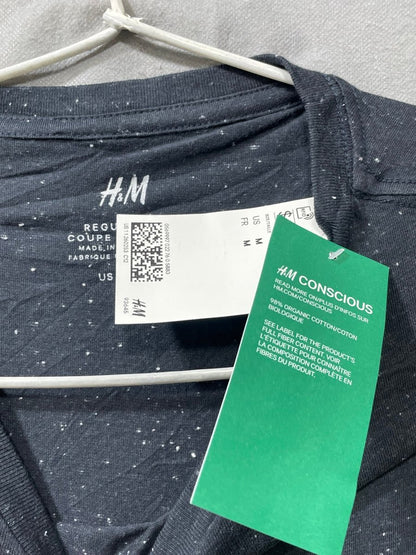 H&M
REGU
COUPE
MADE IN
FABRIQUE
US
US M
FR M
H&M
H&M CONSCIOUS
READ MORE ON/PLUS D'INFOS SUR
HM.COM/CONSCIOUS
98% ORGANIC COTTON/COTON
BIOLOGIQUE
SEE LABEL FOR THE PRODUCT'S
FULL FIBER CONTENT. VOIR
L'ETIQUETTE POUR CONNAÎTRE
LA COMPOSITION COMPLÈTE EN
FIBRES DU PRODUIT.